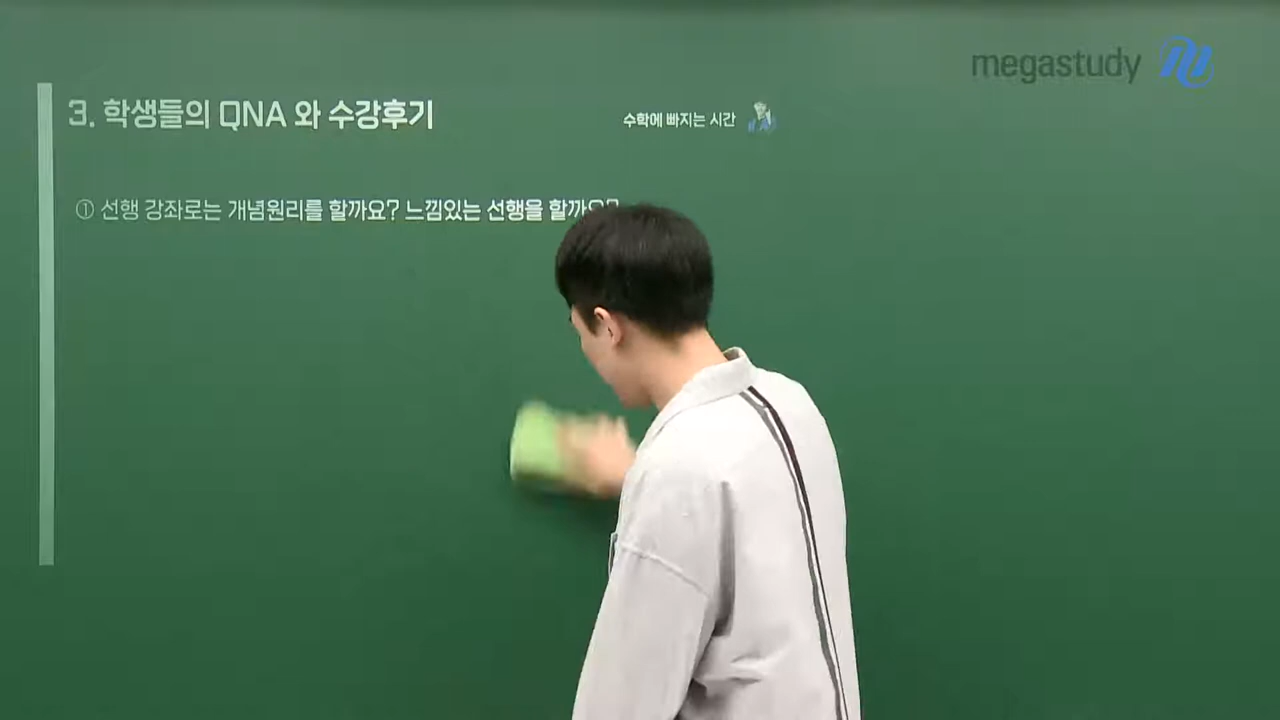 megastudy
3. 학생들의 QNA 와 수강후기
수학에 빠지는 시간
① 선행 강좌로는 개념원리를 할까요? 느낌있는 선행을 할까요?